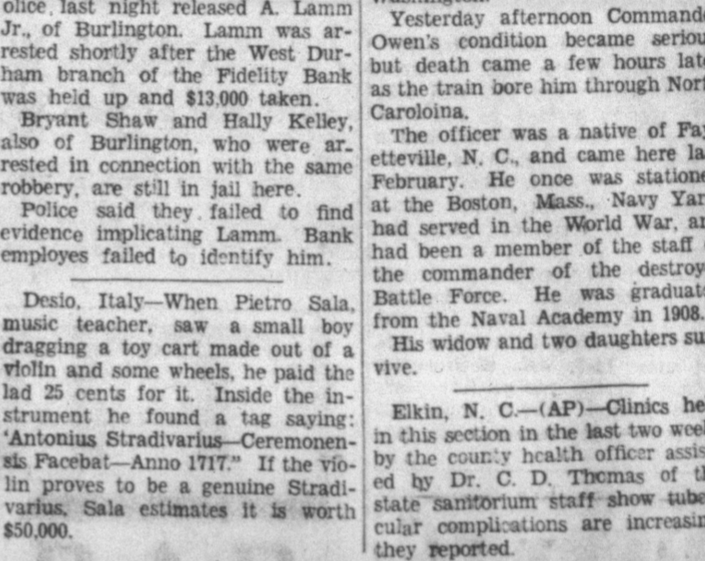 olice, last night released A. Lamm
Jr., of Burlington. Lamm was ar-
rested shortly after the West Dur-
ham branch of the Fidelity Bank
was held up and $13,000 taken.
Bryant Shaw and Hally Kelley,
also of Burlington, who were ar-
rested in connection with the same
robbery, are still in jail here.
Police said they failed to find
evidence implicating Lamm. Bank
employes failed to identify him.
Desio, Italy—When Pietro Sala,
music teacher, saw a small boy
dragging a toy cart made out of a
violin and some wheels, he paid the
lad 25 cents for it. Inside the in-
strument he found a tag saying:
'Antonius Stradivarius—Ceremonen-
sis Facebat—Anno 1717." If the vio-
lin proves to be a genuine Stradi-
varius, Sala estimates it is worth
$50,000.
Washington.
Yesterday afternoon Commande
Owen's condition became seriou
but death came a few hours late
as the train bore him through Nort
Caroloina.
The officer was a native of Fay
etteville, N. C., and came here la
February. He once was statione
at the Boston, Mass., Navy Yar
had served in the World War, an
had been a member of the staff
the commander of the destroy
Battle Force. He was graduate
from the Naval Academy in 1908.
His widow and two daughters su
vive.
Elkin, N. C.—(AP)—Clinics he
in this section in the last two week
by the county health officer assis
ed by Dr. C. D. Thomas of th
state sanitorium staff show tube
cular complications are increasin
they reported.